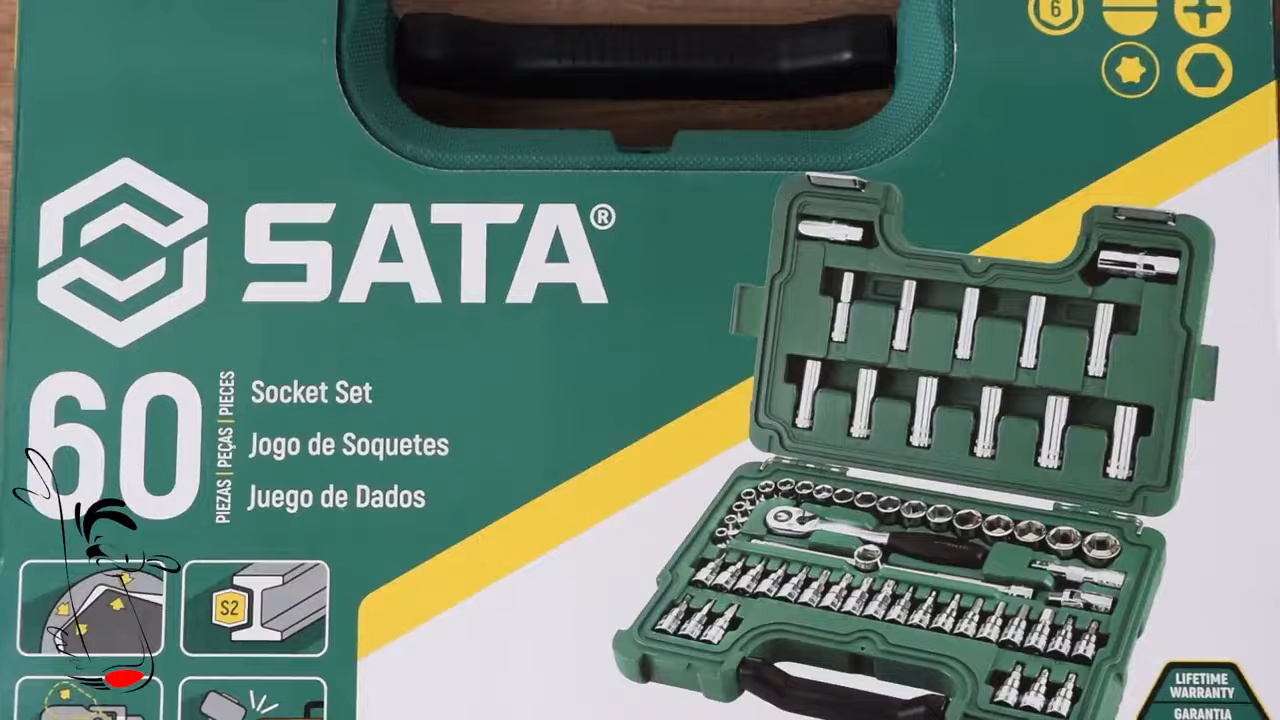 6
SATA®
60
PIEZAS | PEÇAS | PIECES
Socket Set
Jogo de Soquetes
Juego de Dados
S2
LIFETIME
WARRANTY
GARANTIA